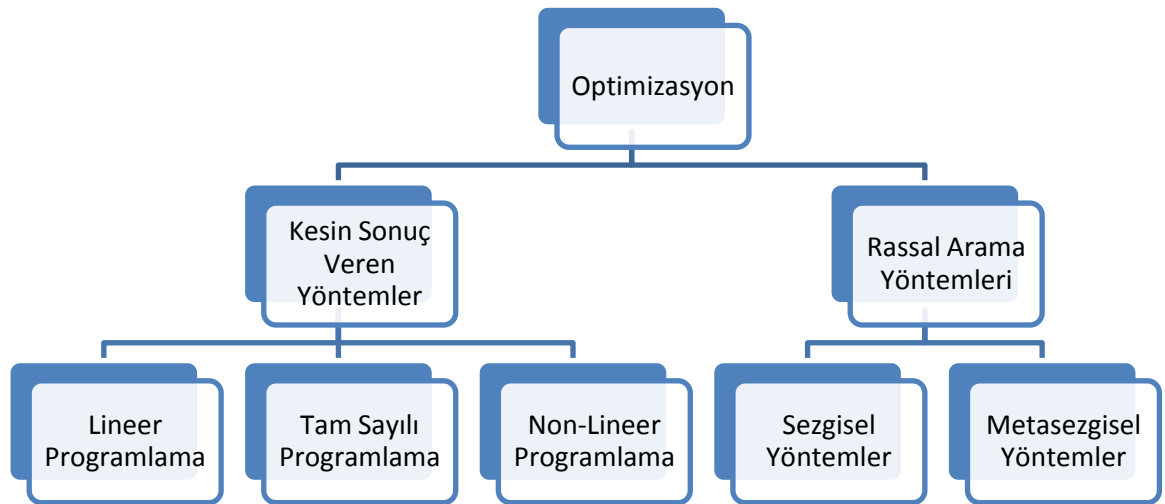 Optimizasyon
Kesin Sonuç
Veren
Yöntemler
Rassal Arama
Yöntemleri
Lineer
Programlama
Tam Sayılı
Programlama
Non-Lineer
Programlama
Sezgisel
Yöntemler
Metasezgisel
Yöntemler